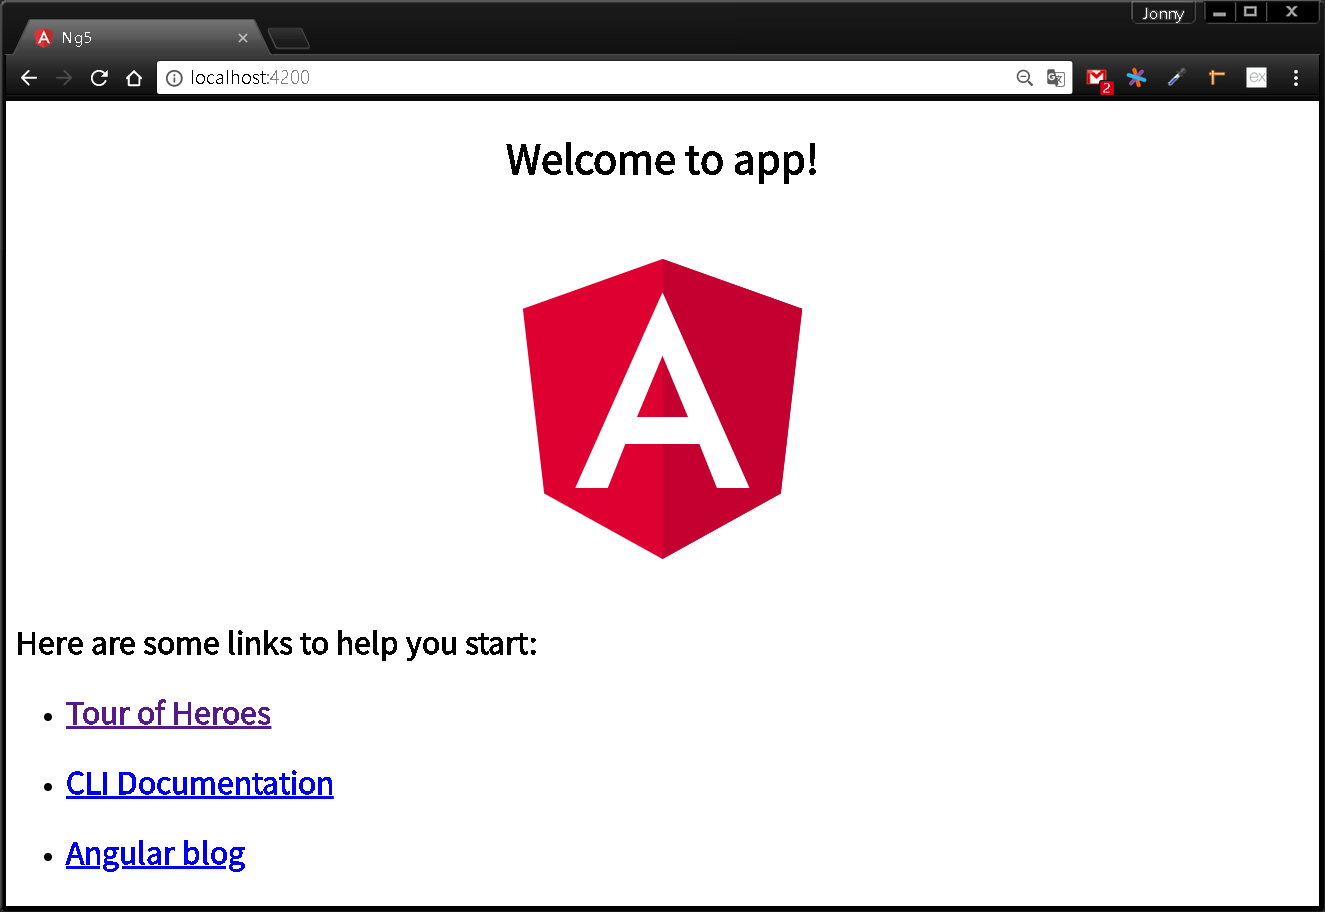 Jonny
Ng5
localhost:4200
2
ex
Welcome to app!
A
Here are some links to help you start:
Tour of Heroes
CLI Documentation
Angular blog